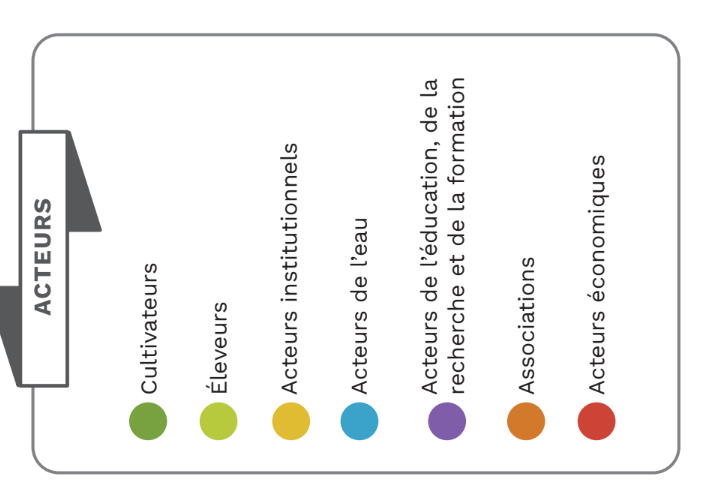 ACTEURS
Cultivateurs
Éleveurs
Acteurs institutionnels
Acteurs de l’eau
Acteurs de l’éducation, de la
recherche et de la formation
Associations
Acteurs économiques